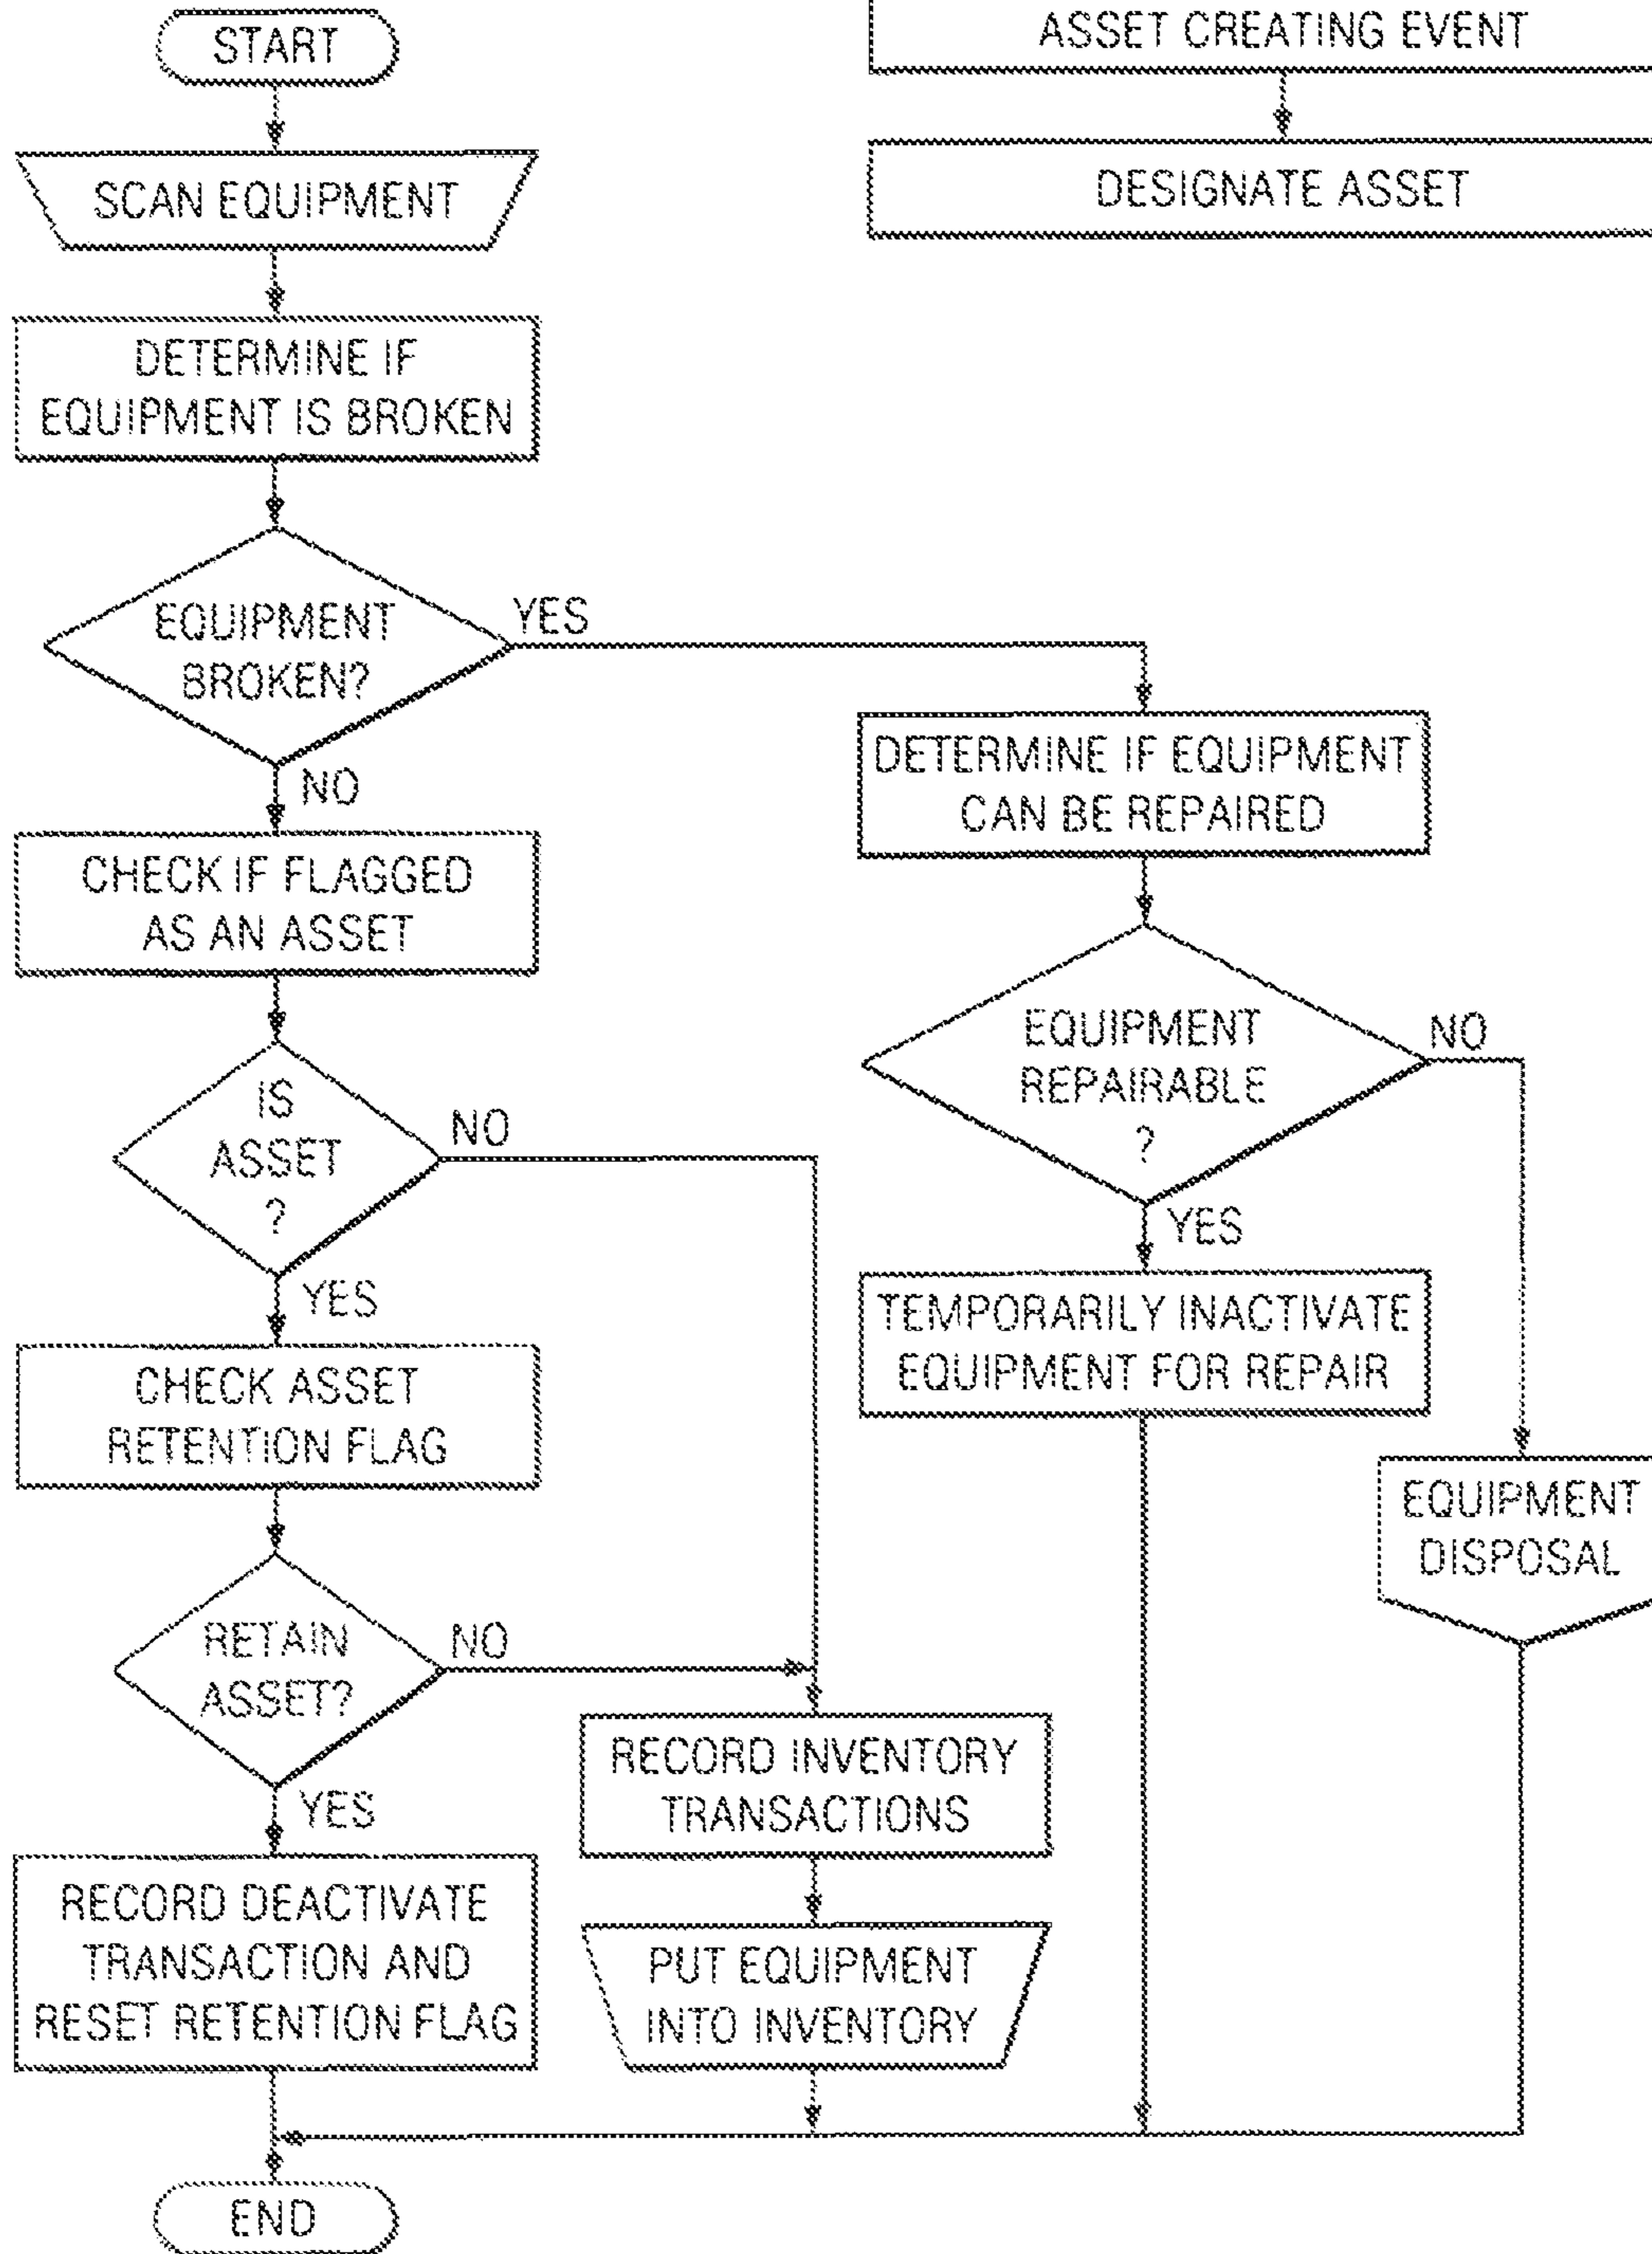 START
SCAN EQUIPMENT
DETERMINE IF
EQUIPMENT IS BROKEN
EQUIPMENT
BROKEN?
YES
NO
CHECK IF FLAGGED
AS AN ASSET
IS
ASSET
?
NO
YES
CHECK ASSET
RETENTION FLAG
RETAIN
ASSET?
NO
YES
RECORD DEACTIVATE
TRANSACTION AND
RESET RETENTION FLAG
RECORD INVENTORY
TRANSACTIONS
PUT EQUIPMENT
INTO INVENTORY
END
ASSET CREATING EVENT
DESIGNATE ASSET
DETERMINE IF EQUIPMENT
CAN BE REPAIRED
EQUIPMENT
REPAIRABLE
?
NO
YES
TEMPORARILY INACTIVATE
EQUIPMENT FOR REPAIR
EQUIPMENT
DISPOSAL